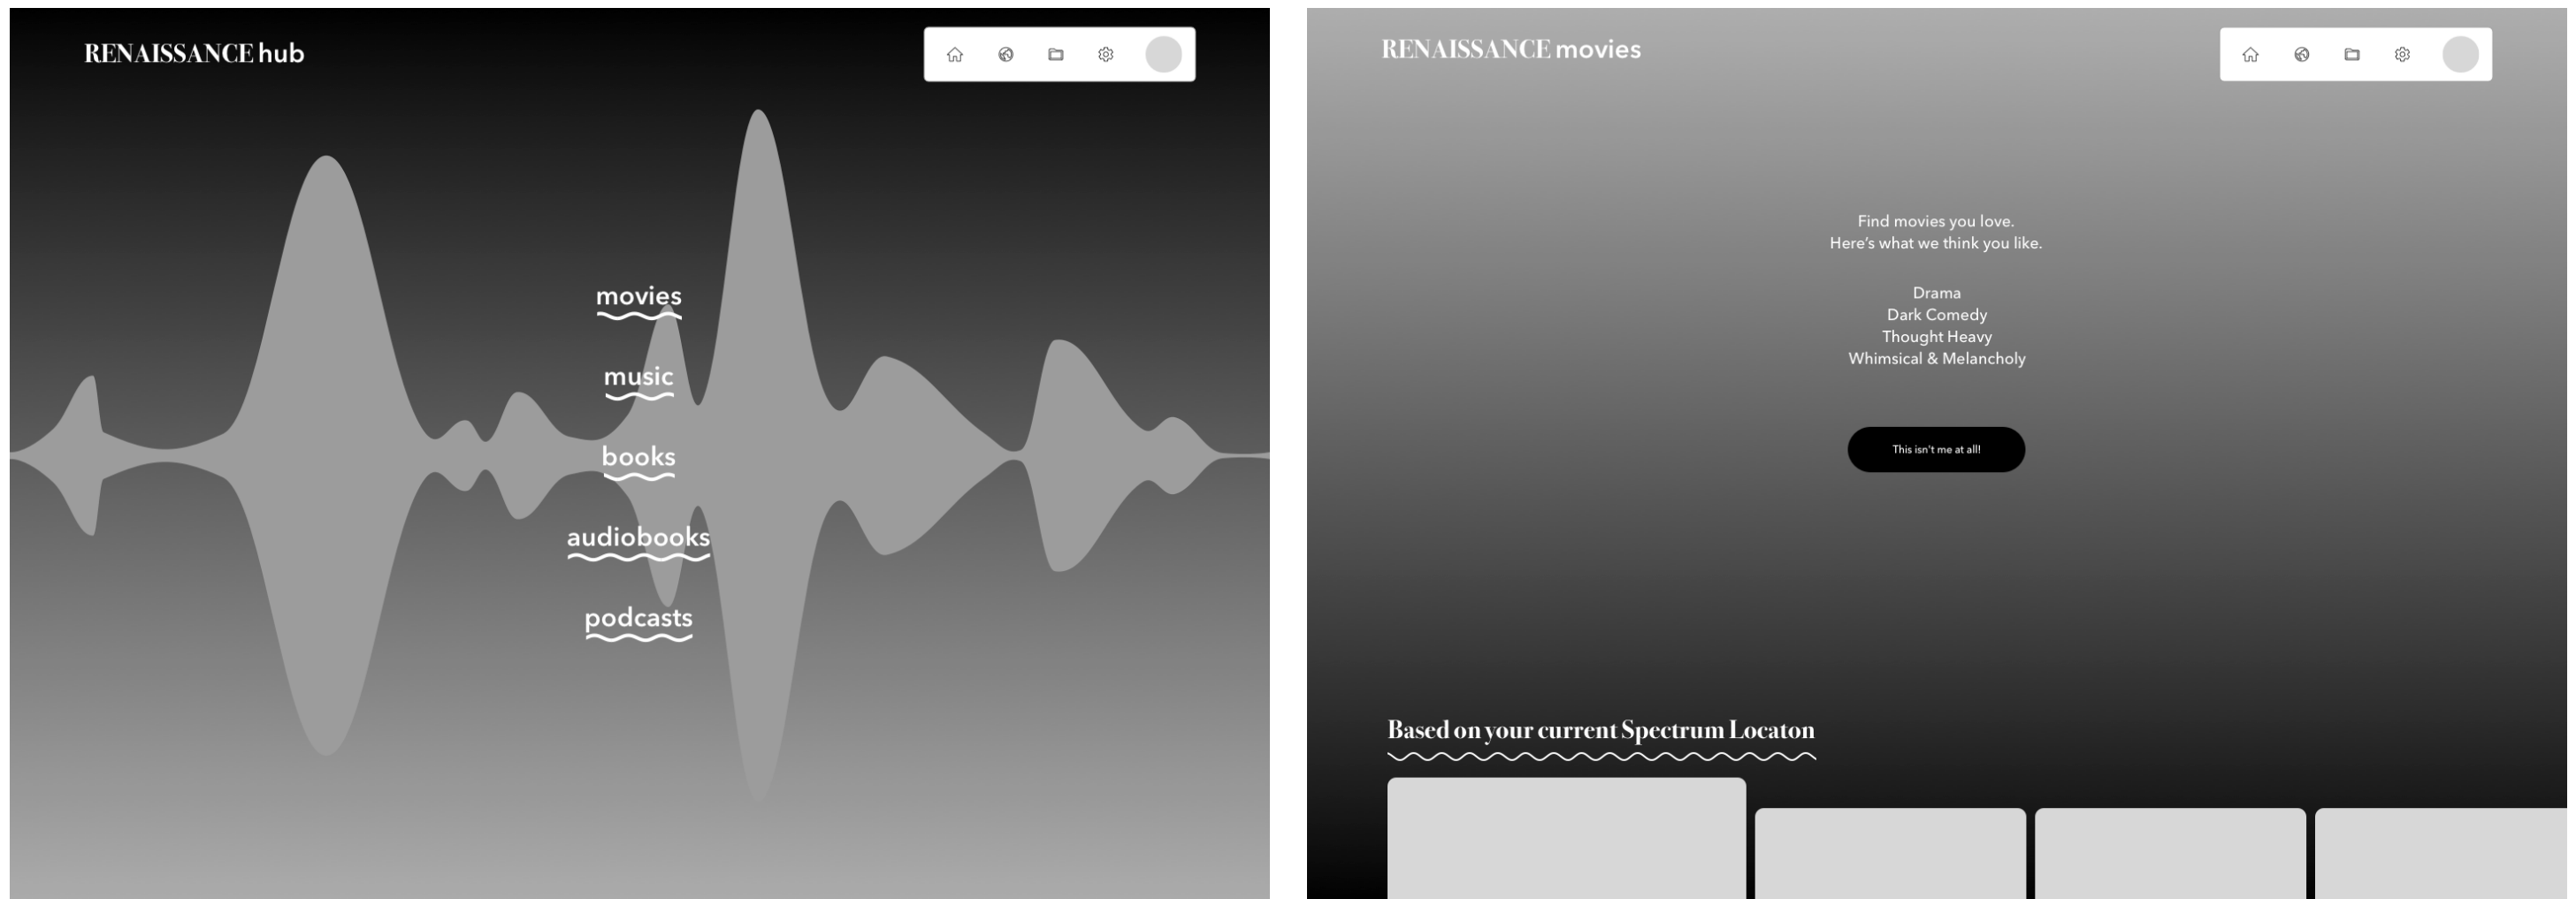 RENAISSANCE hub
movies
music
books
audiobooks
podcasts
RENAISSANCE movies
Find movies you love.
Here's what we think you like.
Drama
Dark Comedy
Thought Heavy
Whimsical & Melancholy
This isn't me at all!
Based on your current Spectrum Locaton